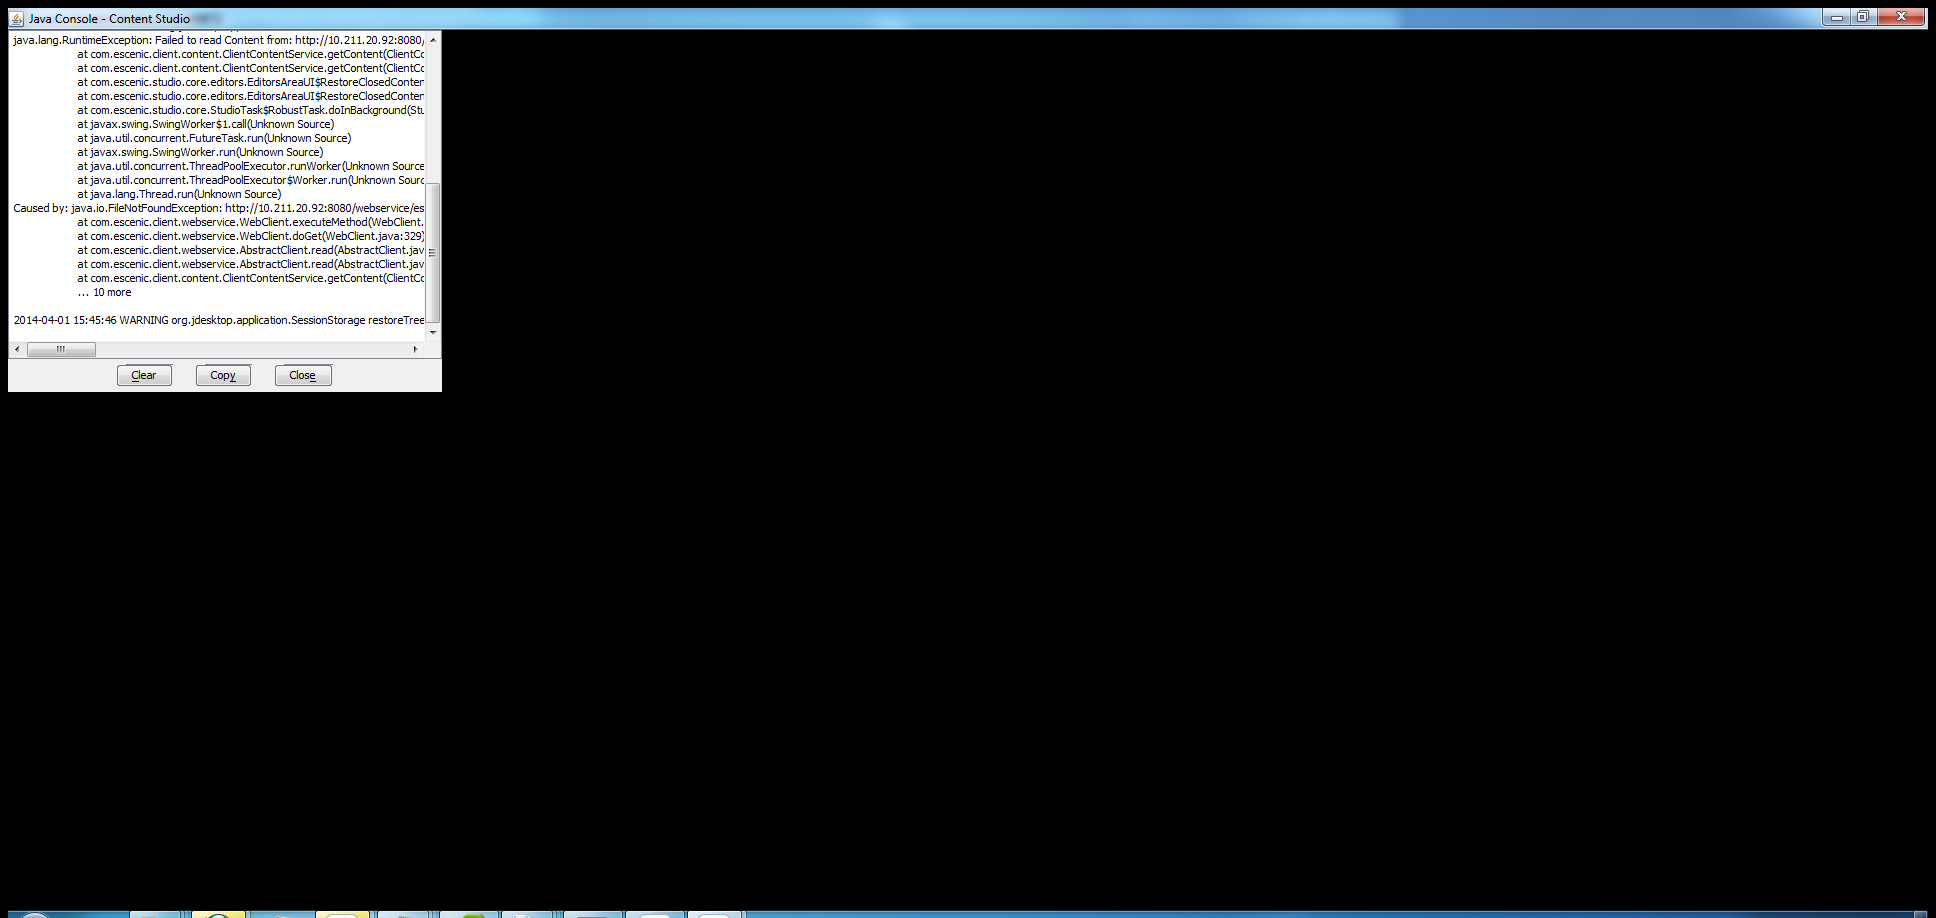 Java Console - Content Studio
java.lang.RuntimeException: Failed to read Content from: http://10.211.20.92:8080/
at com.escenic.client.content.ClientContentService.getContent(ClientCo
at com.escenic.client.content.ClientContentService.getContent(ClientCo
at com.escenic.studio.core.editors.EditorsAreaUI$RestoreClosedConten
at com.escenic.studio.core.editors.EditorsAreaUI$RestoreClosedConten
at com.escenic.studio.core.StudioTask$RobustTask.doInBackground(Stu
at javax.swing.SwingWorker$1.call(Unknown Source)
at java.util.concurrent.FutureTask.run(Unknown Source)
at javax.swing.SwingWorker.run(Unknown Source)
at java.util.concurrent.ThreadPoolExecutor.runWorker(Unknown Source
at java.util.concurrent.ThreadPoolExecutor$Worker.run(Unknown Sourc
at java.lang.Thread.run(Unknown Source)
Caused by: java.io.FileNotFoundException: http://10.211.20.92:8080/webservice/es
at com.escenic.client.webservice.WebClient.executeMethod(WebClient.
at com.escenic.client.webservice.WebClient.doGet(WebClient.java:329)
at com.escenic.client.webservice.AbstractClient.read(AbstractClient.jav
at com.escenic.client.webservice.AbstractClient.read(AbstractClient.jav
at com.escenic.client.content.ClientContentService.getContent(ClientCo
... 10 more
2014-04-01 15:45:46 WARNING org.jdesktop.application.SessionStorage restoreTree
Clear Copy Close